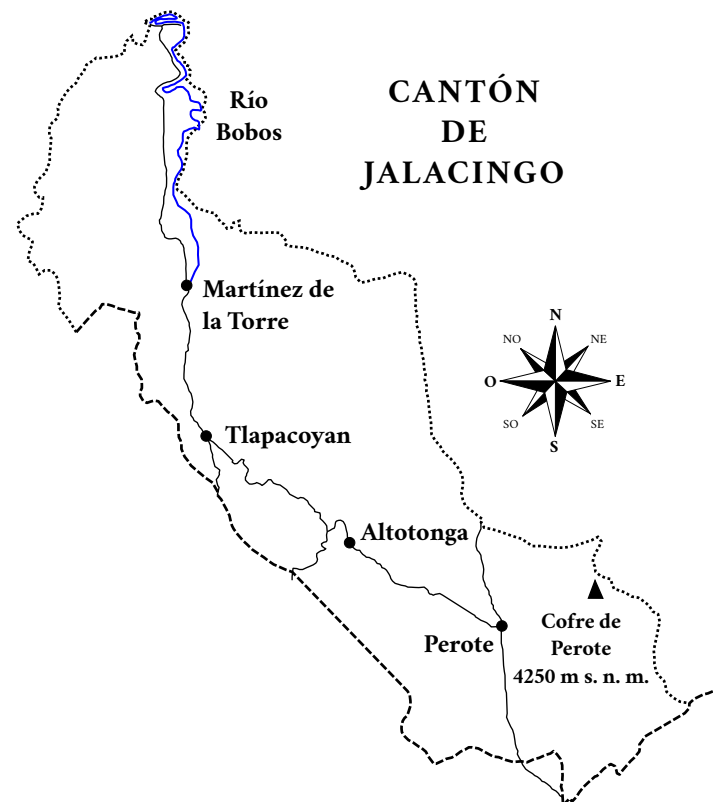 CANTÓN
DE
JALACINGO
Río
Bobos
Martínez de
la Torre
N
NO
NE
O
E
SO
SE
S
Tlapacoyan
Altotonga
Perote
Cofre de
Perote
4250 m s. n. m.